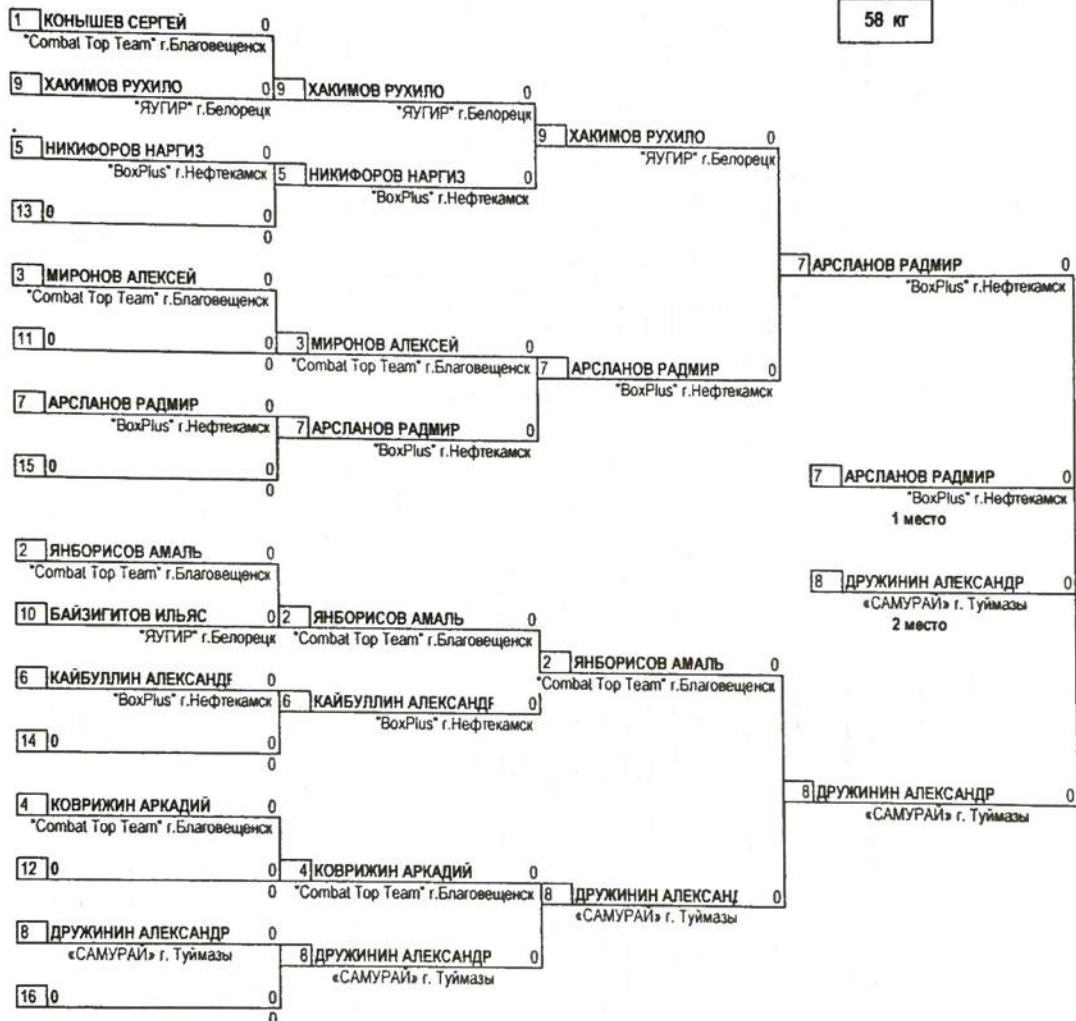 58 кг
1 КОНЫШЕВ СЕРГЕЙ 0
"Combat Top Team" г.Благовещенск
9 ХАКИМОВ РУХИЛО 0 9 ХАКИМОВ РУХИЛО 0
"ЯУГИР" г.Белорецк "ЯУГИР" г.Белорецк
9 ХАКИМОВ РУХИЛО 0
"ЯУГИР" г.Белорецк
5 НИКИФОРОВ НАРГИЗ 0
"BoxPlus" г.Нефтекамск 5 НИКИФОРОВ НАРГИЗ 0
"BoxPlus" г.Нефтекамск
13 0 0
0
7 АРСЛАНОВ РАДМИР 0
"BoxPlus" г.Нефтекамск
3 МИРОНОВ АЛЕКСЕЙ 0
"Combat Top Team" г.Благовещенск
11 0 0 3 МИРОНОВ АЛЕКСЕЙ 0
0 "Combat Top Team" г.Благовещенск 7 АРСЛАНОВ РАДМИР 0
"BoxPlus" г.Нефтекамск
7 АРСЛАНОВ РАДМИР 0
"BoxPlus" г.Нефтекамск 7 АРСЛАНОВ РАДМИР 0
"BoxPlus" г.Нефтекамск
15 0 0
0
7 АРСЛАНОВ РАДМИР 0
"BoxPlus" г.Нефтекамск
1 место
2 ЯНБОРИСОВ АМАЛЬ 0
"Combat Top Team" г.Благовещенск
8 ДРУЖИНИН АЛЕКСАНДР 0
«САМУРАЙ» г. Туймазы
2 место
10 БАЙЗИГИТОВ ИЛЬЯС 0 2 ЯНБОРИСОВ АМАЛЬ 0
"ЯУГИР" г.Белорецк "Combat Top Team" г.Благовещенск
2 ЯНБОРИСОВ АМАЛЬ 0
"Combat Top Team" г.Благовещенск
6 КАЙБУЛЛИН АЛЕКСАНДР 0
"BoxPlus" г.Нефтекамск 6 КАЙБУЛЛИН АЛЕКСАНДР 0
"BoxPlus" г.Нефтекамск
14 0 0
0
8 ДРУЖИНИН АЛЕКСАНДР 0
«САМУРАЙ» г. Туймазы
4 КОВРИЖИН АРКАДИЙ 0
"Combat Top Team" г.Благовещенск
12 0 0 4 КОВРИЖИН АРКАДИЙ 0
0 "Combat Top Team" г.Благовещенск 8 ДРУЖИНИН АЛЕКСАНД 0
«САМУРАЙ» г. Туймазы
8 ДРУЖИНИН АЛЕКСАНДР 0
«САМУРАЙ» г. Туймазы 8 ДРУЖИНИН АЛЕКСАНДР 0
«САМУРАЙ» г. Туймазы
16 0 0
0